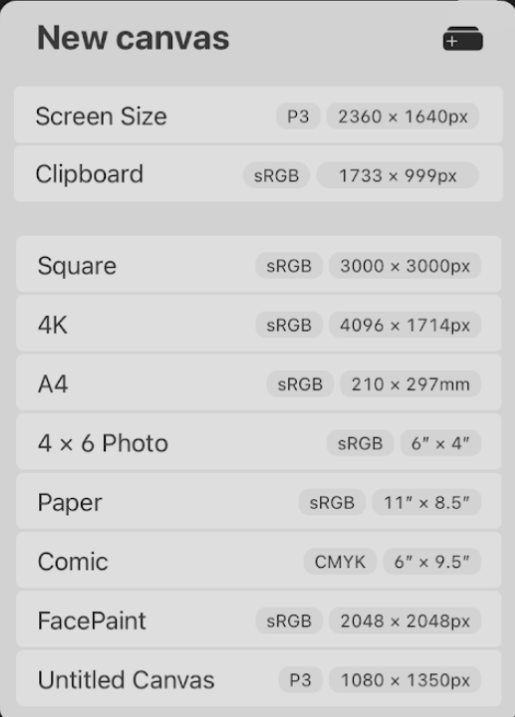 New canvas
Screen Size P3 2360 × 1640px
Clipboard sRGB 1733 × 999px
Square sRGB 3000 × 3000px
4K sRGB 4096 × 1714px
A4 sRGB 210 × 297mm
4 × 6 Photo sRGB 6″ × 4″
Paper sRGB 11″ × 8.5″
Comic CMYK 6″ × 9.5″
FacePaint sRGB 2048 × 2048px
Untitled Canvas P3 1080 × 1350px